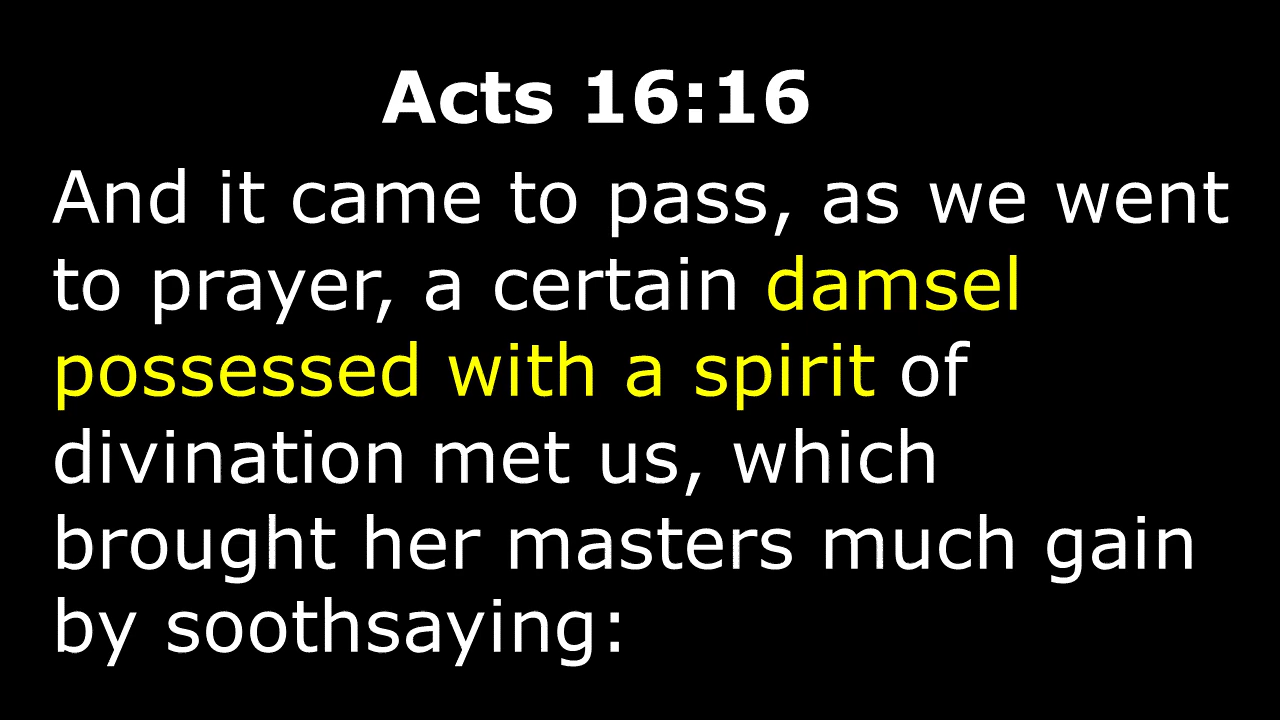 Acts 16:16
And it came to pass, as we went
to prayer, a certain damsel
possessed with a spirit of
divination met us, which
brought her masters much gain
by soothsaying: